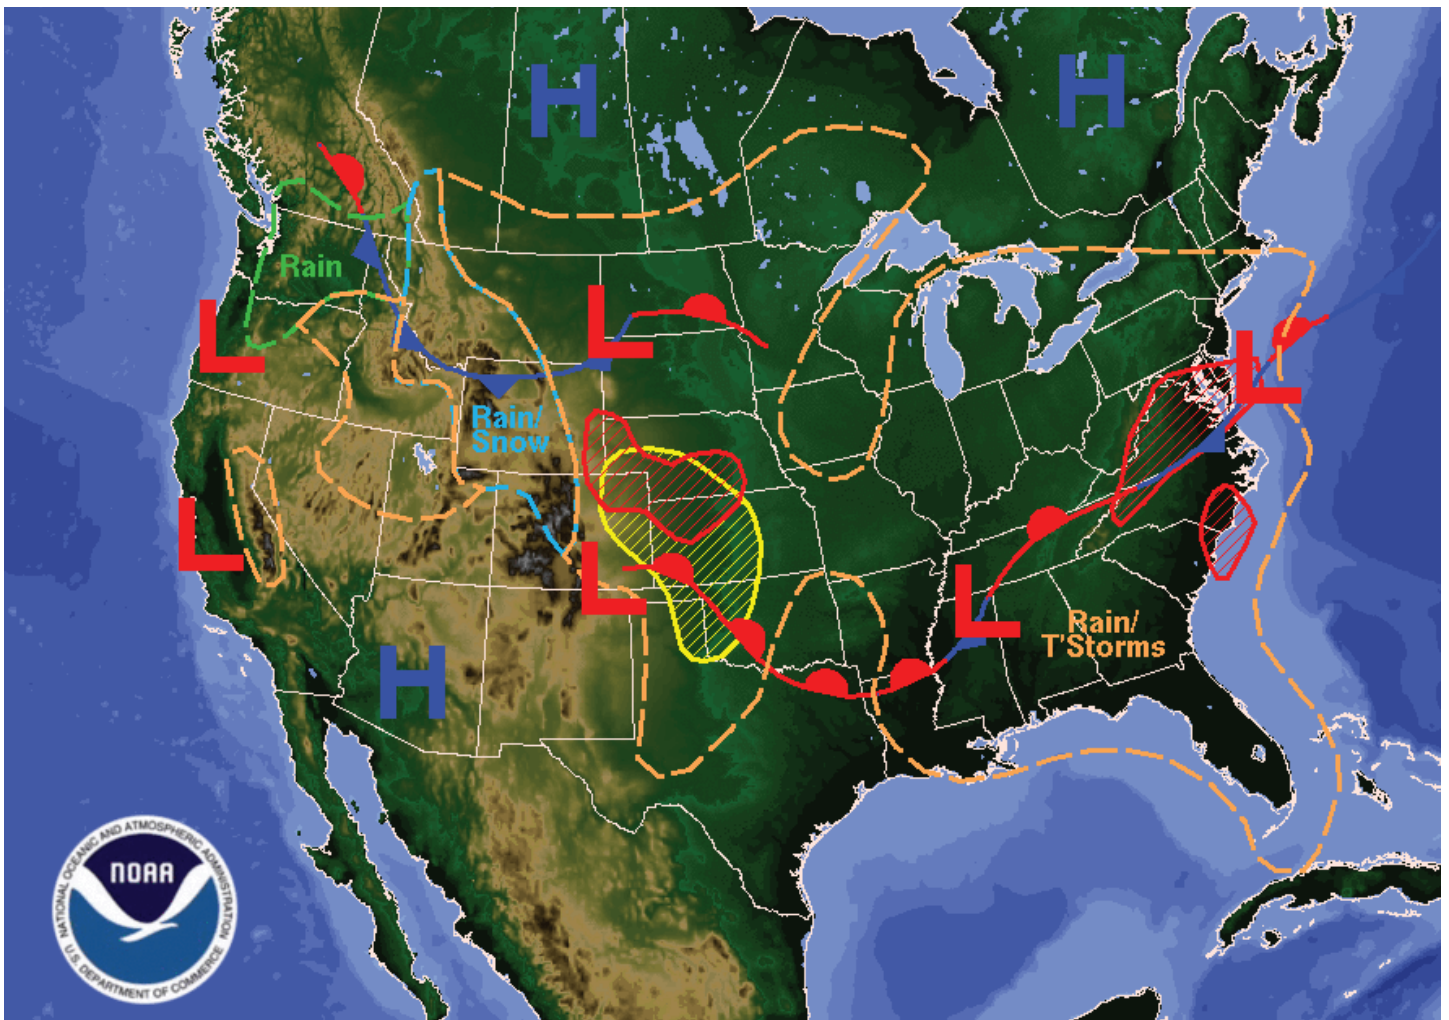 H
H
Rain
L
L
L
Rain/
Snow
L
L
L
Rain/
T'Storms
H
NATIONAL OCEANIC AND ATMOSPHERIC ADMINISTRATION
NOAA
U.S. DEPARTMENT OF COMMERCE